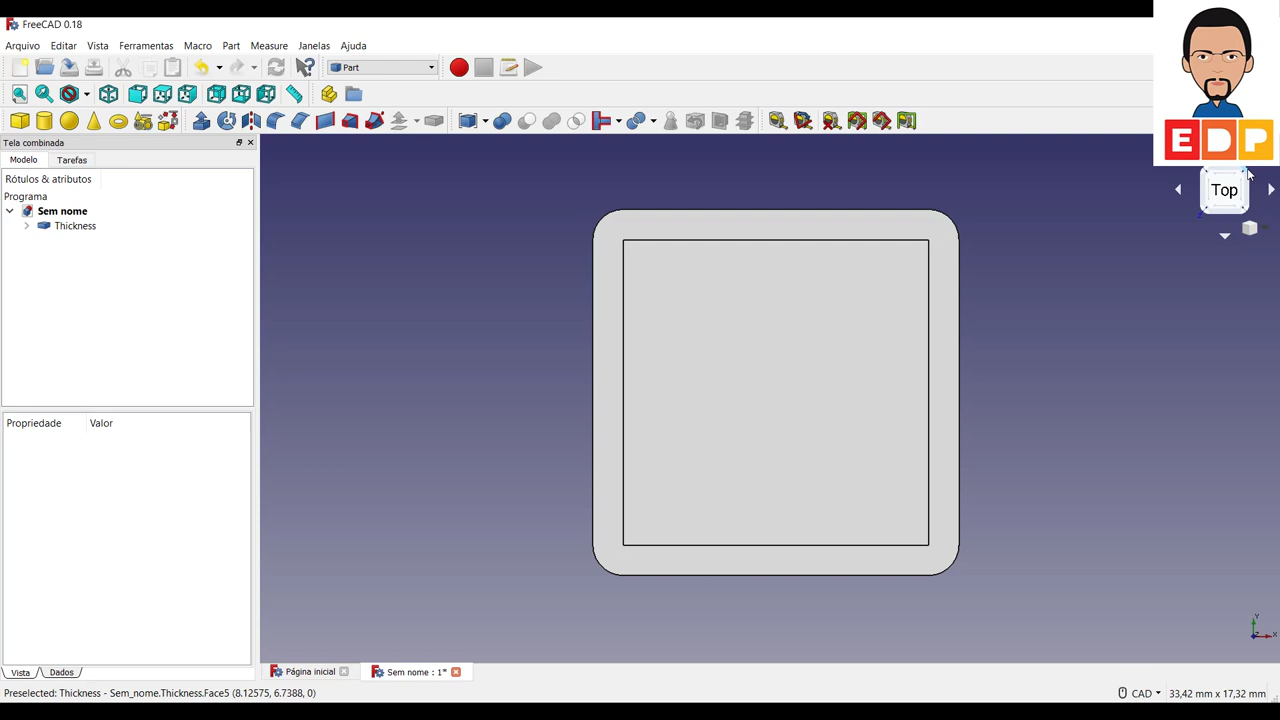 FreeCAD 0.18
Arquivo Editar Vista Ferramentas Macro Part Measure Janelas Ajuda
Part
Tela combinada
Modelo Tarefas
Rótulos & atributos
Programa
Sem nome
Thickness
Propriedade Valor
Vista Dados
EDP
Top
Z
Y
X
Z
Página inicial
Sem nome : 1*
Preselected: Thickness - Sem_nome.Thickness.Face5 (8.12575, 6.7388, 0)
CAD
33,42 mm x 17,32 mm